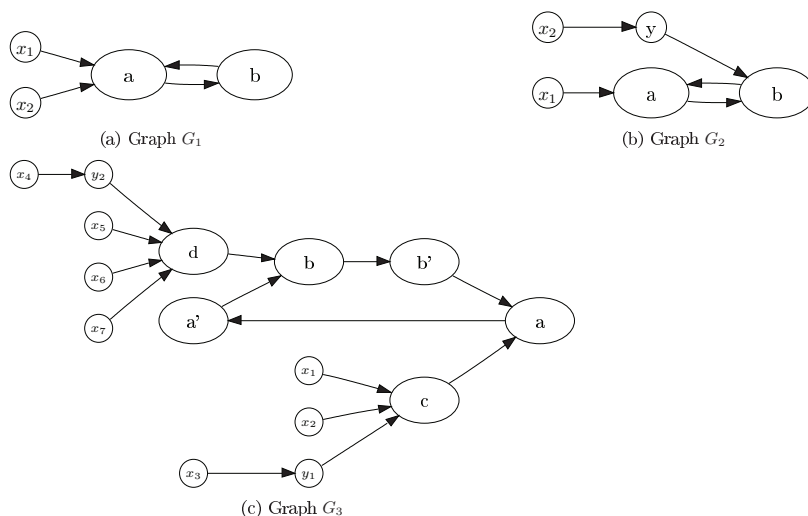 x₁
x₂
a
b
(a) Graph G₁
x₂
y
x₁
a
b
(b) Graph G₂
x₄
y₂
x₅
x₆
x₇
d
b
b'
a'
a
x₁
x₂
c
x₃
y₁
(c) Graph G₃